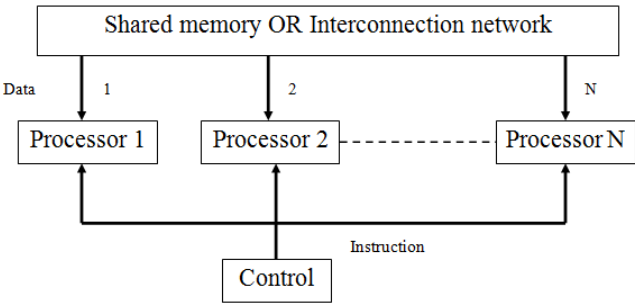 Shared memory OR Interconnection network
Data 1 2 N
Processor 1 Processor 2 Processor N
Instruction
Control